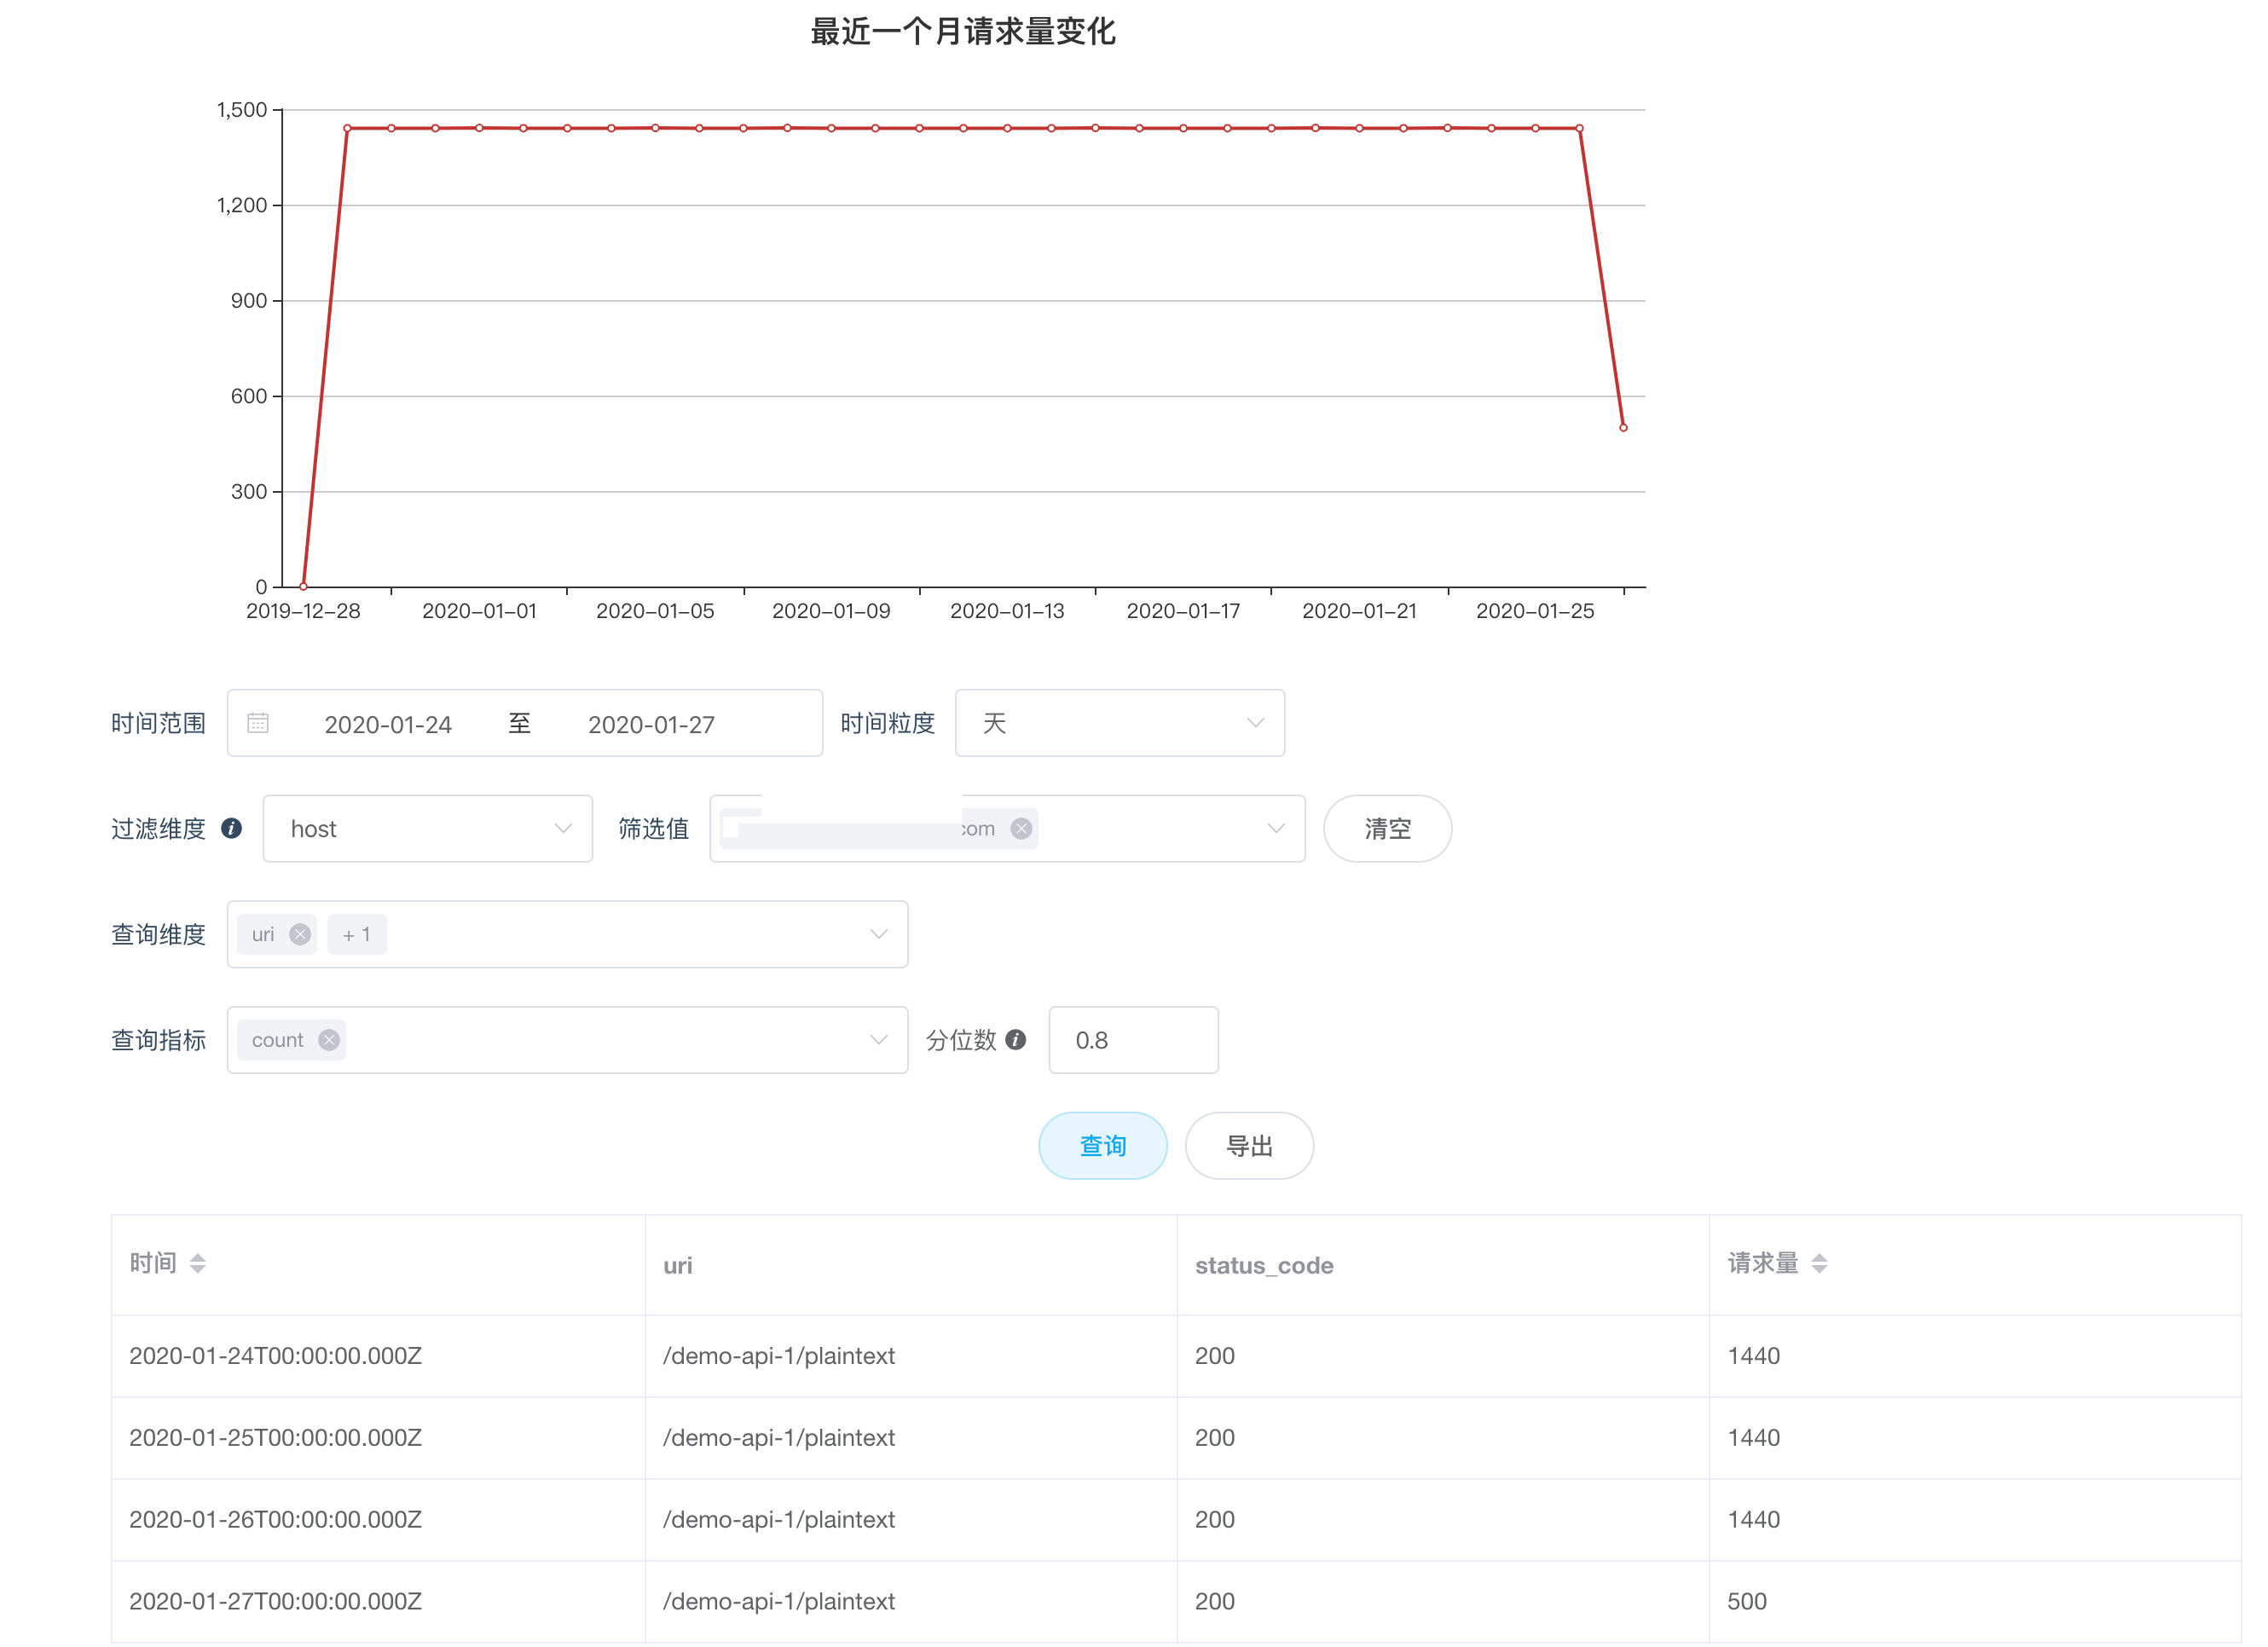 最近一个月请求量变化
1,500
1,200
900
600
300
0
2019-12-28 2020-01-01 2020-01-05 2020-01-09 2020-01-13 2020-01-17 2020-01-21 2020-01-25
时间范围 2020-01-24 至 2020-01-27 时间粒度 天
过滤维度 host 筛选值 com 清空
查询维度 uri + 1
查询指标 count 分位数 0.8
查询 导出
时间 uri status_code 请求量
2020-01-24T00:00:00.000Z /demo-api-1/plaintext 200 1440
2020-01-25T00:00:00.000Z /demo-api-1/plaintext 200 1440
2020-01-26T00:00:00.000Z /demo-api-1/plaintext 200 1440
2020-01-27T00:00:00.000Z /demo-api-1/plaintext 200 500